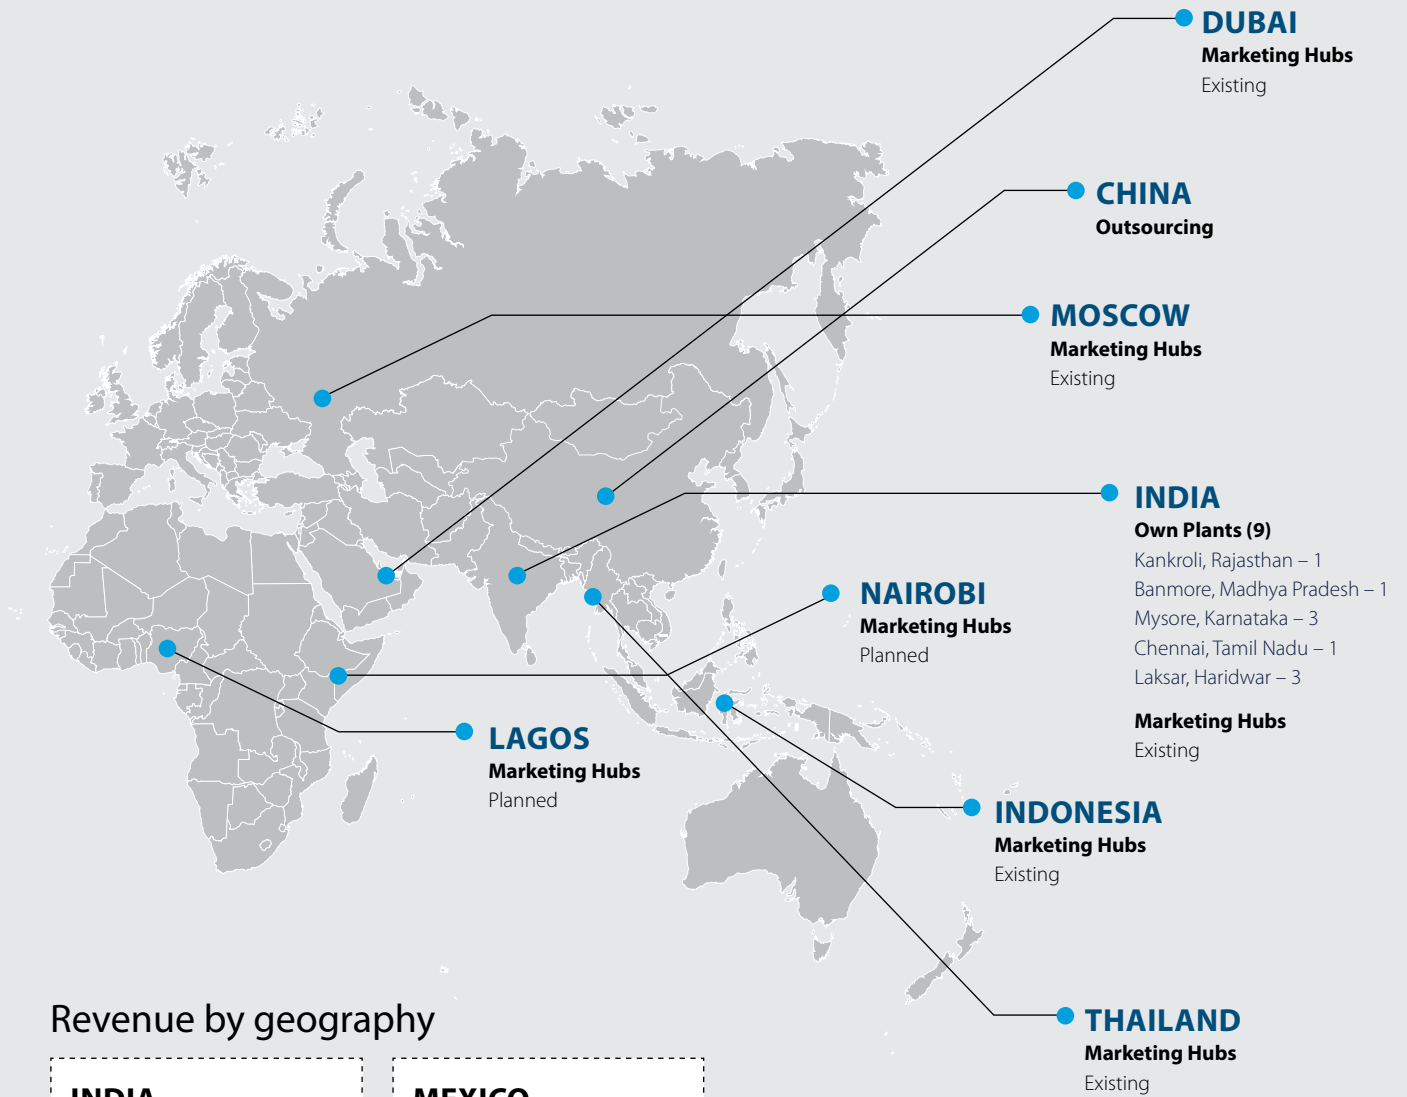 DUBAI
Marketing Hubs
Existing
CHINA
Outsourcing
MOSCOW
Marketing Hubs
Existing
INDIA
Own Plants (9)
Kankroli, Rajasthan – 1
Banmore, Madhya Pradesh – 1
Mysore, Karnataka – 3
Chennai, Tamil Nadu – 1
Laksar, Haridwar – 3
Marketing Hubs
Existing
NAIROBI
Marketing Hubs
Planned
LAGOS
Marketing Hubs
Planned
INDONESIA
Marketing Hubs
Existing
THAILAND
Marketing Hubs
Existing
Revenue by geography
INDIA
MEXICO